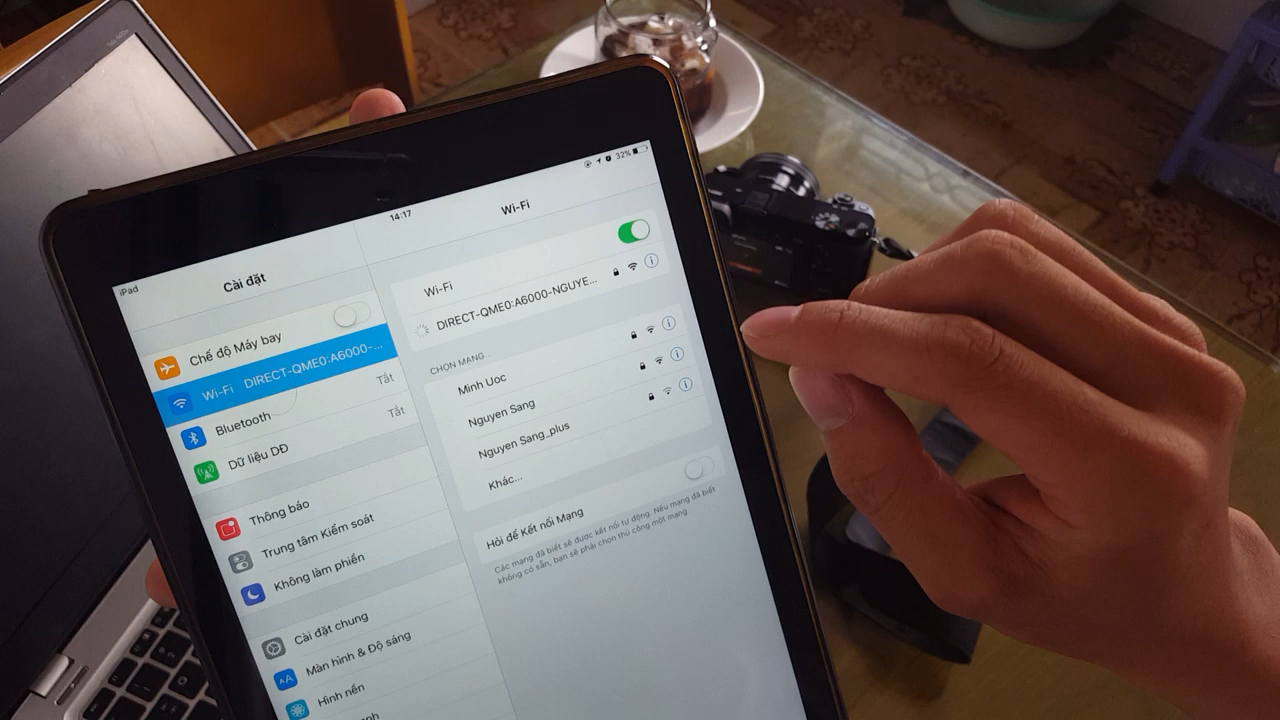 iPad
14:17
32%
Cài đặt
Wi-Fi
Chế độ Máy bay
Wi-Fi DIRECT-QME0:A6000-...
Bluetooth Tắt
Dữ liệu DĐ Tắt
Thông báo
Trung tâm Kiểm soát
Không làm phiền
Cài đặt chung
AA Màn hình & Độ sáng
Hình nền
Wi-Fi
DIRECT-QME0:A6000-NGUYE...
CHỌN MẠNG...
Minh Uoc
Nguyen Sang
Nguyen Sang_plus
Khác...
Hỏi để Kết nối Mạng
Các mạng đã biết sẽ được kết nối tự động. Nếu mạng đã biết
không có sẵn, bạn sẽ phải chọn thủ công một mạng